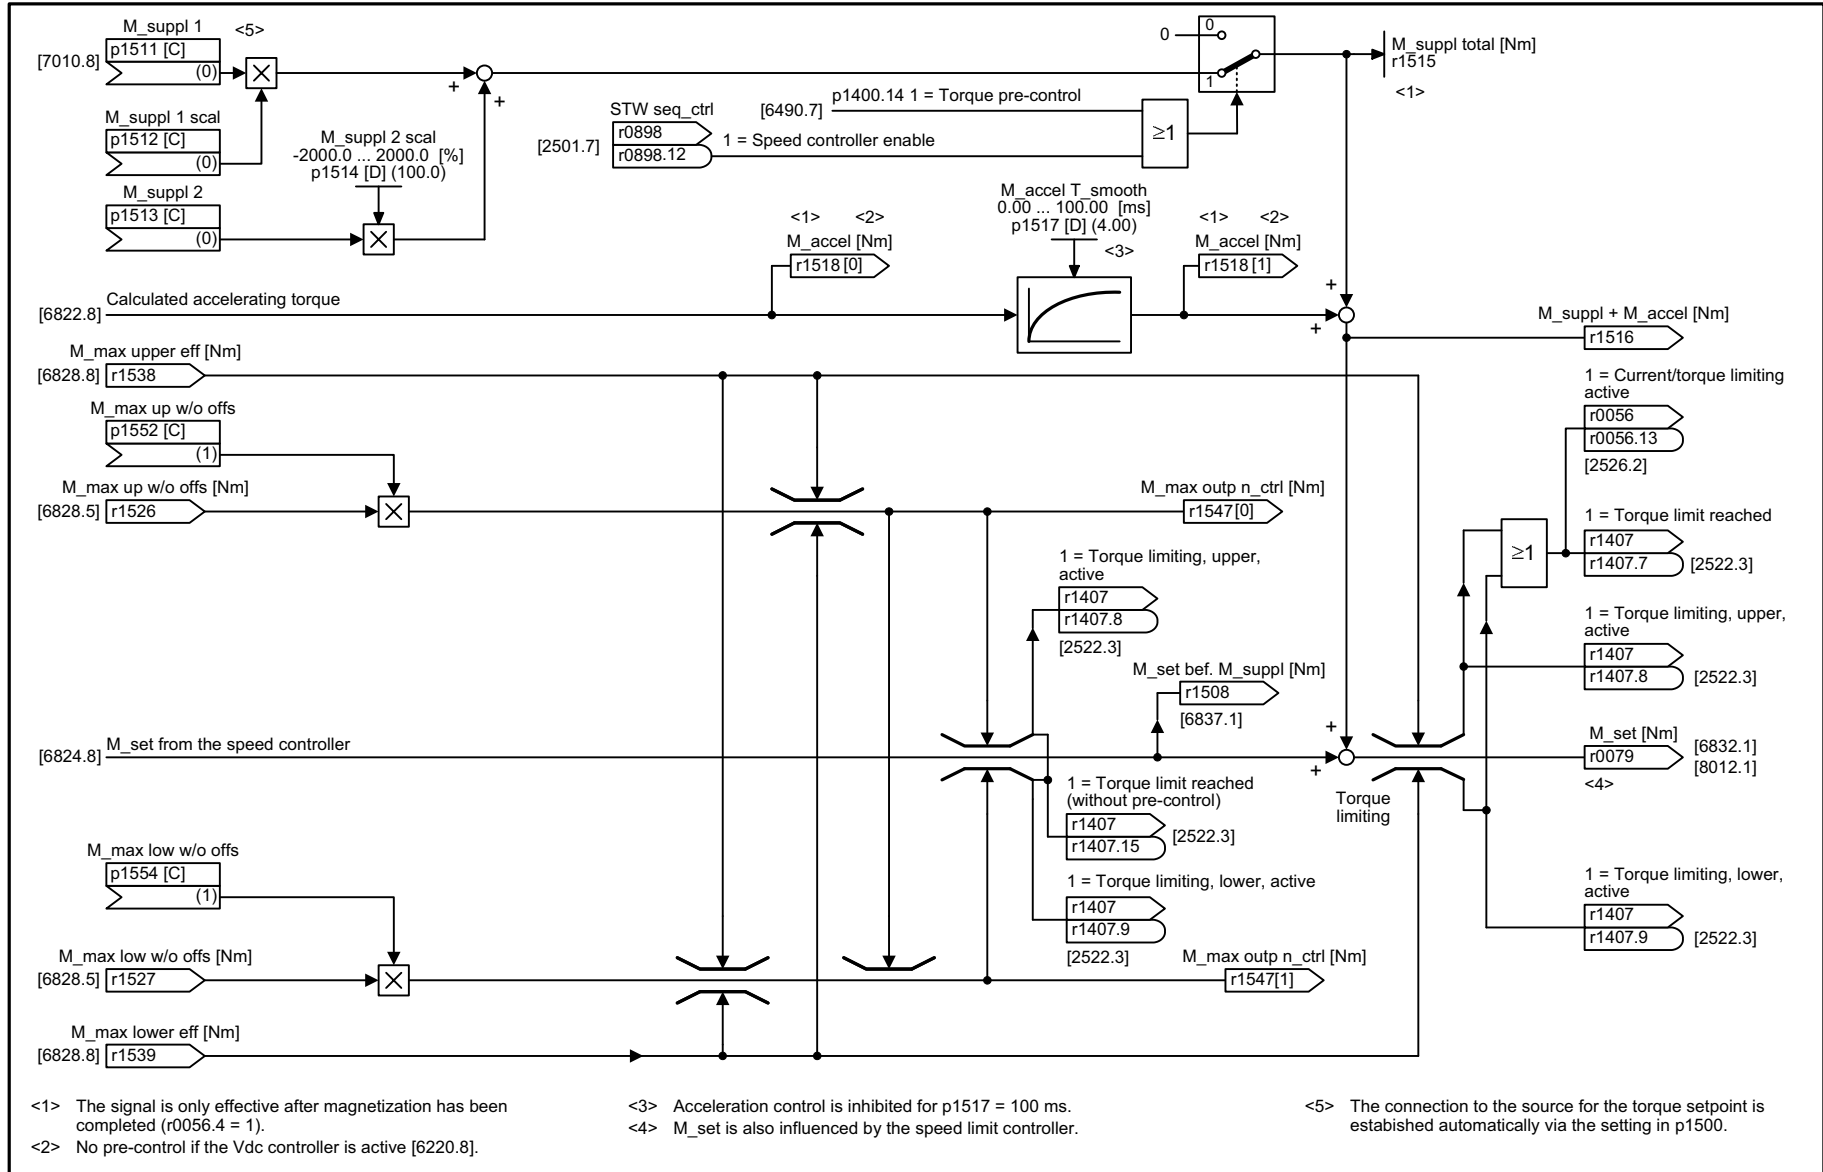 M_suppl 1
<5>
[7010.8]
p1511 [C]
(0)
M_suppl 1 scal
p1512 [C]
(0)
M_suppl 2
p1513 [C]
(0)
M_suppl 2 scal
-2000.0 ... 2000.0 [%]
p1514 [D] (100.0)
+
+
STW seq_ctrl
[2501.7]
r0898
r0898.12
[6490.7]
p1400.14 1 = Torque pre-control
1 = Speed controller enable
≥1
0
0
1
M_suppl total [Nm]
r1515
<1>
[6822.8]
Calculated accelerating torque
<1> <2>
M_accel [Nm]
r1518 [0]
M_accel T_smooth
0.00 ... 100.00 [ms]
p1517 [D] (4.00)
<3>
<1> <2>
M_accel [Nm]
r1518 [1]
+
+
M_suppl + M_accel [Nm]
r1516
M_max upper eff [Nm]
[6828.8]
r1538
M_max up w/o offs
p1552 [C]
(1)
M_max up w/o offs [Nm]
[6828.5]
r1526
M_max outp n_ctrl [Nm]
r1547[0]
1 = Current/torque limiting
active
r0056
r0056.13
[2526.2]
≥1
1 = Torque limit reached
r1407
r1407.7
[2522.3]
1 = Torque limiting, upper,
active
r1407
r1407.8
[2522.3]
1 = Torque limiting, upper,
active
r1407
r1407.8
[2522.3]
M_set bef. M_suppl [Nm]
r1508
[6837.1]
[6824.8]
M_set from the speed controller
+
+
Torque
limiting
M_set [Nm]
r0079
[6832.1]
[8012.1]
<4>
1 = Torque limit reached
(without pre-control)
r1407
r1407.15
[2522.3]
1 = Torque limiting, lower, active
r1407
r1407.9
[2522.3]
1 = Torque limiting, lower,
active
r1407
r1407.9
[2522.3]
M_max low w/o offs
p1554 [C]
(1)
M_max low w/o offs [Nm]
[6828.5]
r1527
M_max outp n_ctrl [Nm]
r1547[1]
M_max lower eff [Nm]
[6828.8]
r1539
<1> The signal is only effective after magnetization has been
completed (r0056.4 = 1).
<2> No pre-control if the Vdc controller is active [6220.8].
<3> Acceleration control is inhibited for p1517 = 100 ms.
<4> M_set is also influenced by the speed limit controller.
<5> The connection to the source for the torque setpoint is
estabished automatically via the setting in p1500.